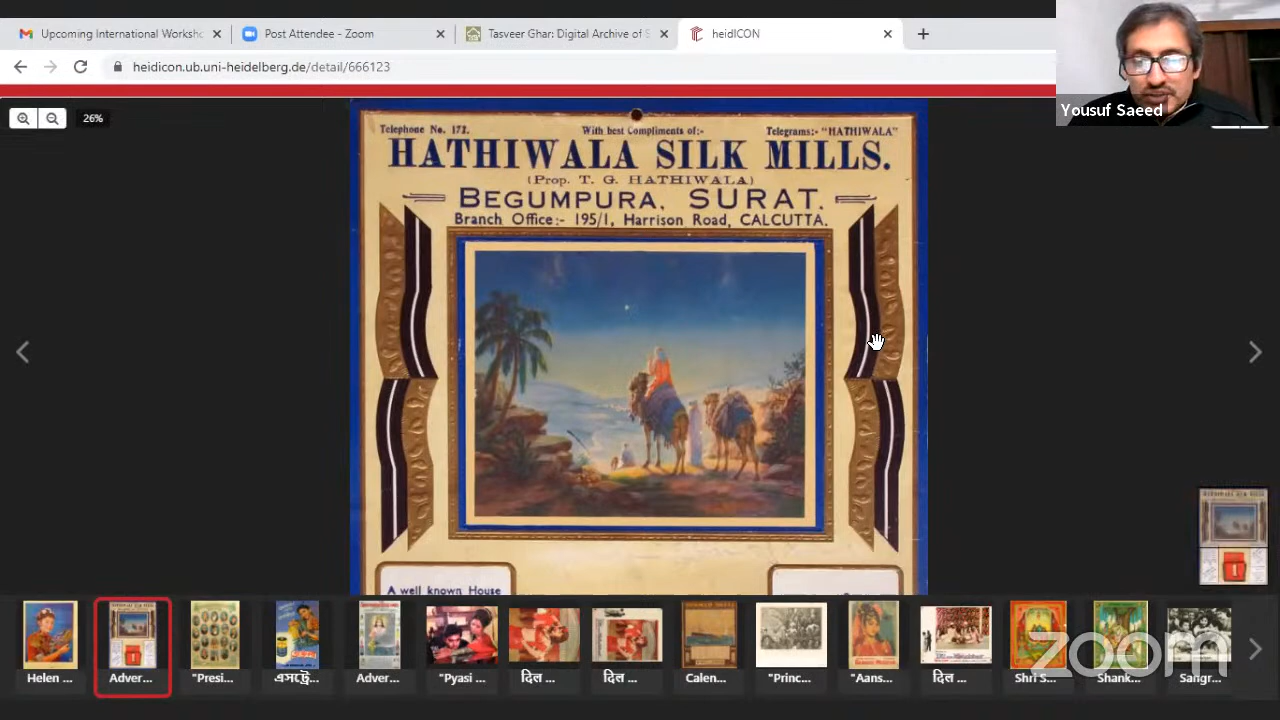 Upcoming International Worksho
Post Attendee - Zoom
Tasveer Ghar: Digital Archive of S
heidICON
heidicon.ub.uni-heidelberg.de/detail/666123
Yousuf Saeed
26%
Telephone No. 172.
With best Compliments of:-
Telegrams:- "HATHIWALA"
HATHIWALA SILK MILLS.
(Prop. T. G. HATHIWALA)
BEGUMPURA, SURAT.
Branch Office:- 195/1, Harrison Road, CALCUTTA.
A well known House
Helen ...
Adver...
"Presi...
এসট্রে...
Adver...
"Pyasi ...
दिल ...
दिल ...
Calen...
"Princ...
"Aans...
दिल ...
Shri S...
Shank...
Sangr...
zoom